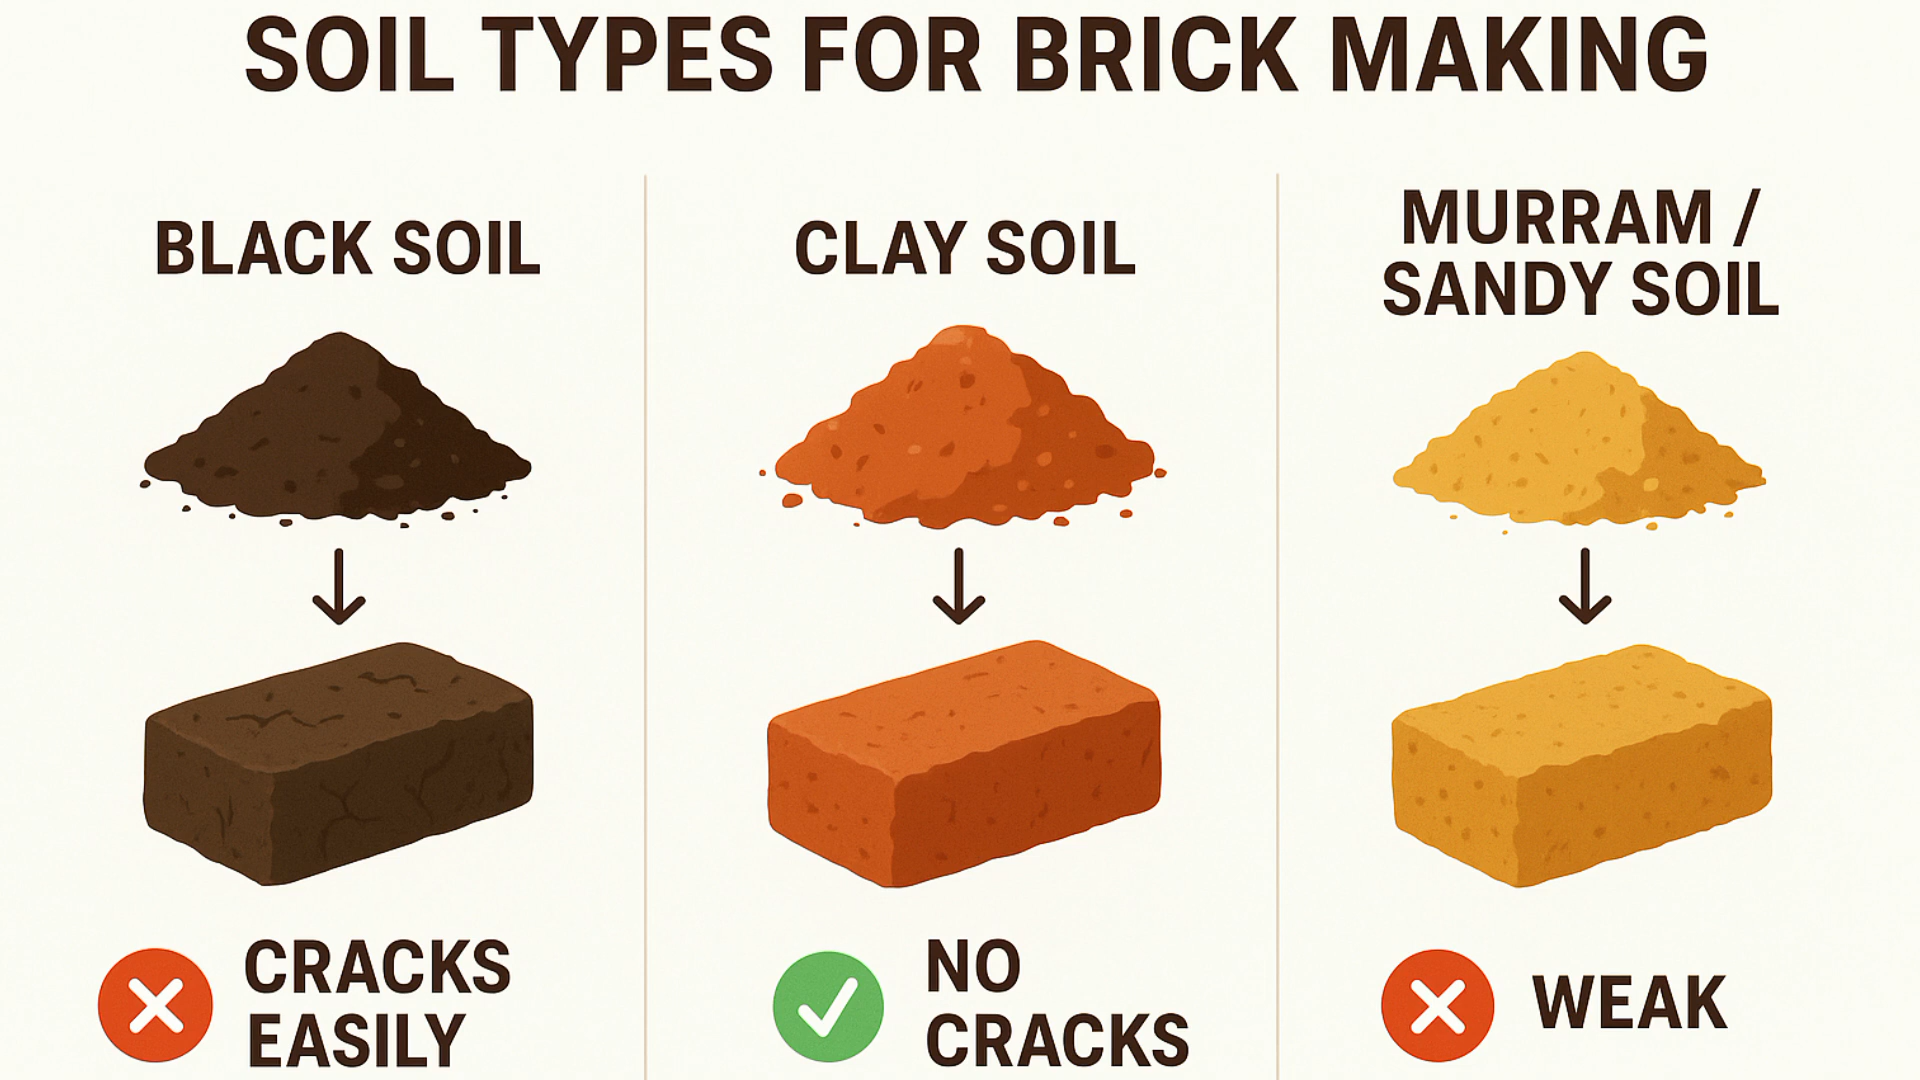 SOIL TYPES FOR BRICK MAKING
BLACK SOIL
CRACKS
EASILY
CLAY SOIL
NO
CRACKS
MURRAM /
SANDY SOIL
WEAK